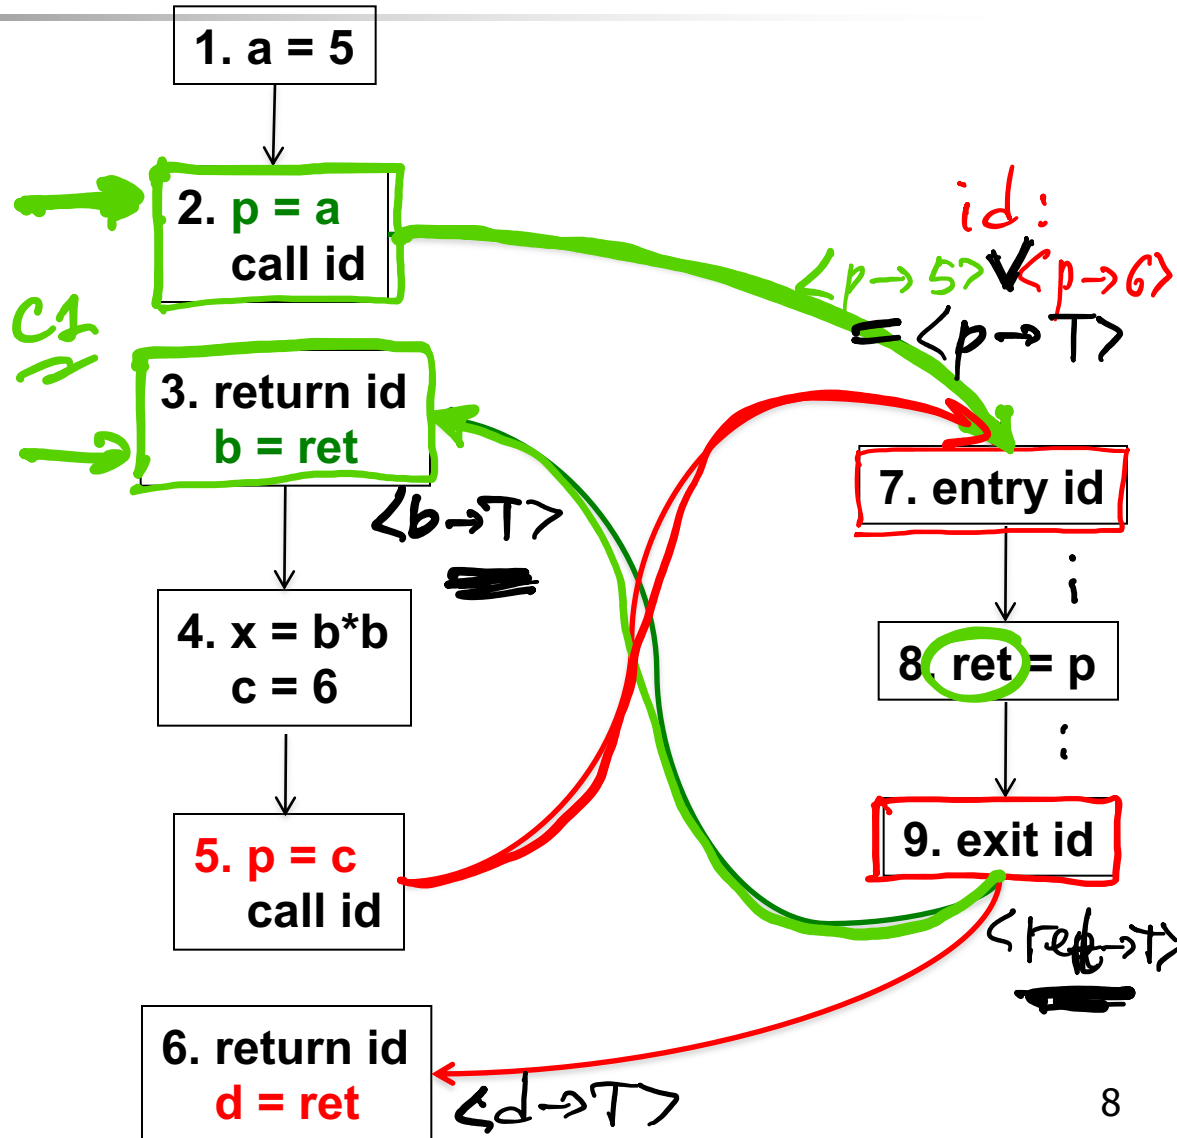 1. a = 5
2. p = a
call id
id:
<p→5> V <p→6>
= <p→T>
C1
3. return id
b = ret
<b→T>
7. entry id
4. x = b*b
c = 6
8. ret = p
5. p = c
call id
9. exit id
<ret→T>
6. return id
d = ret
<d→T>
8